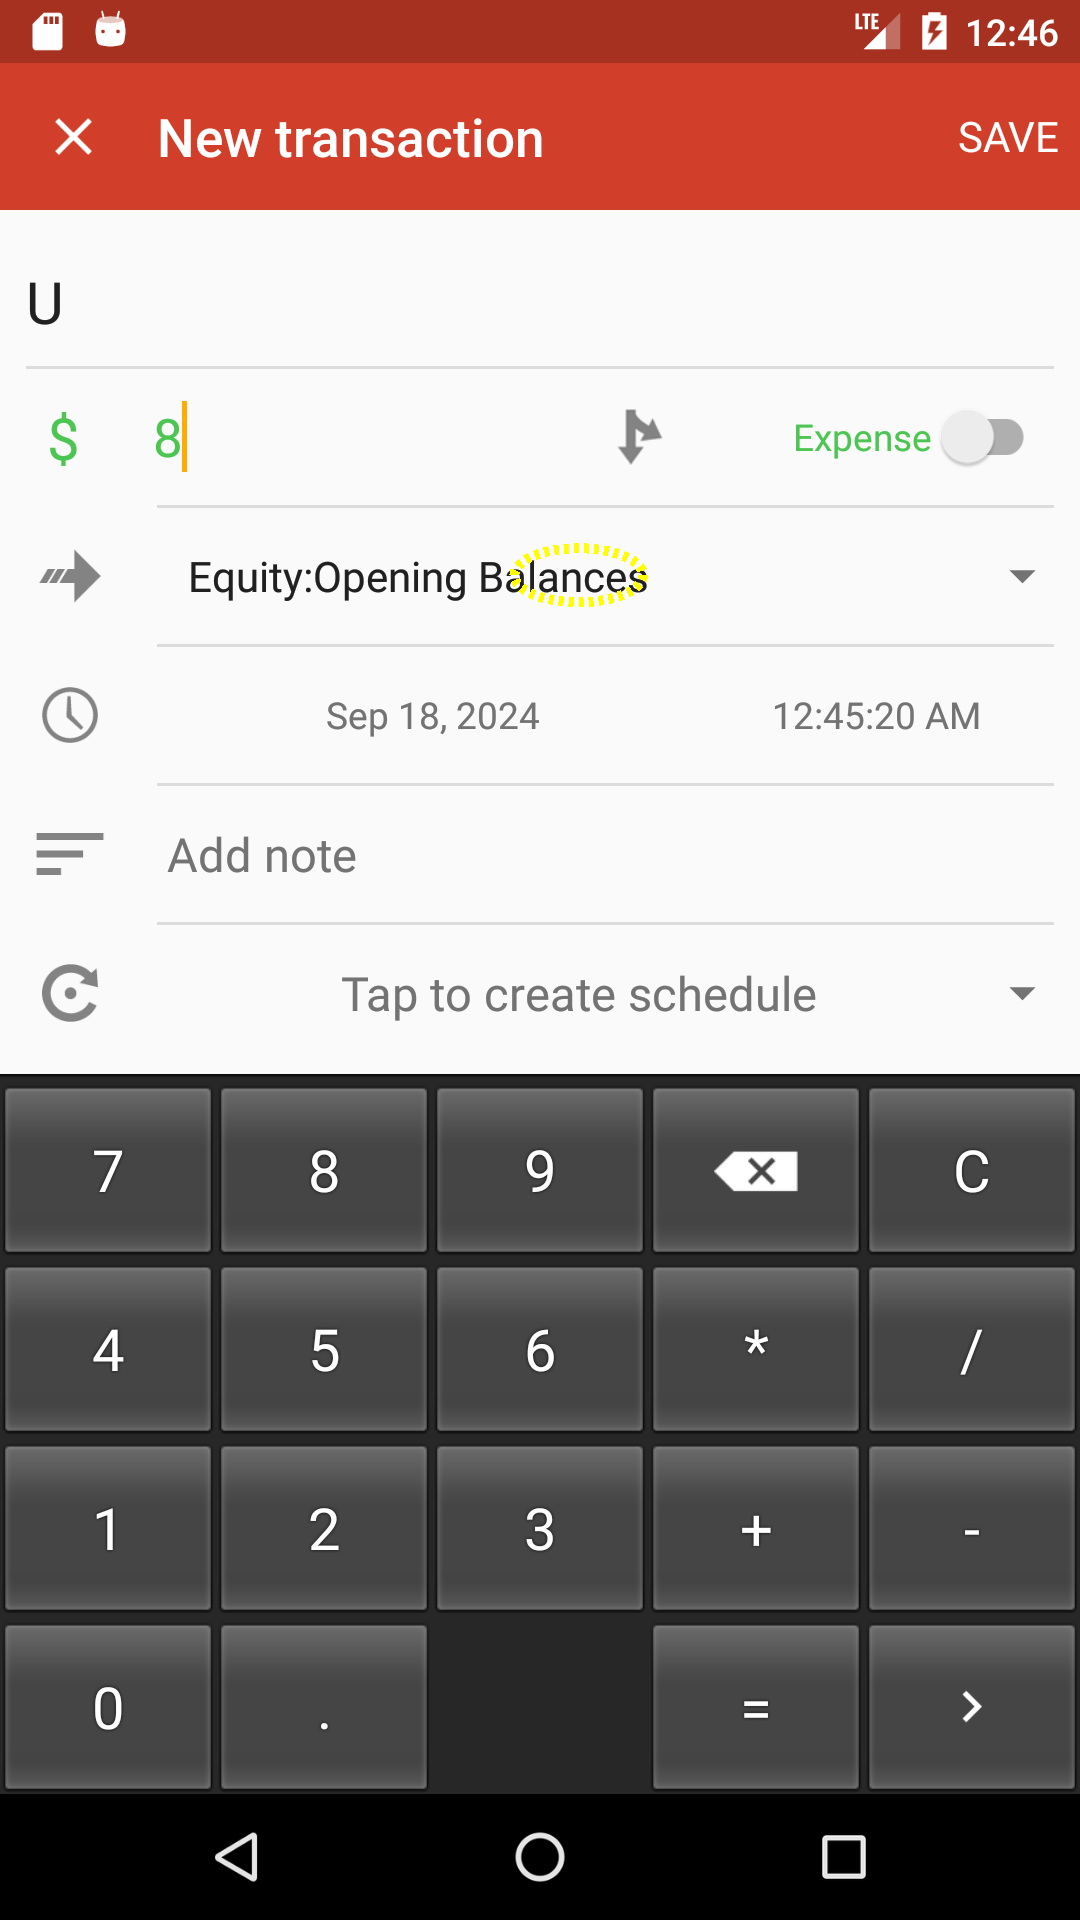 LTE 12:46
New transaction SAVE
U
$ 8 Expense
Equity:Opening Balances
Sep 18, 2024 12:45:20 AM
Add note
Tap to create schedule
7 8 9 C
4 5 6 * /
1 2 3 + -
0 . = >